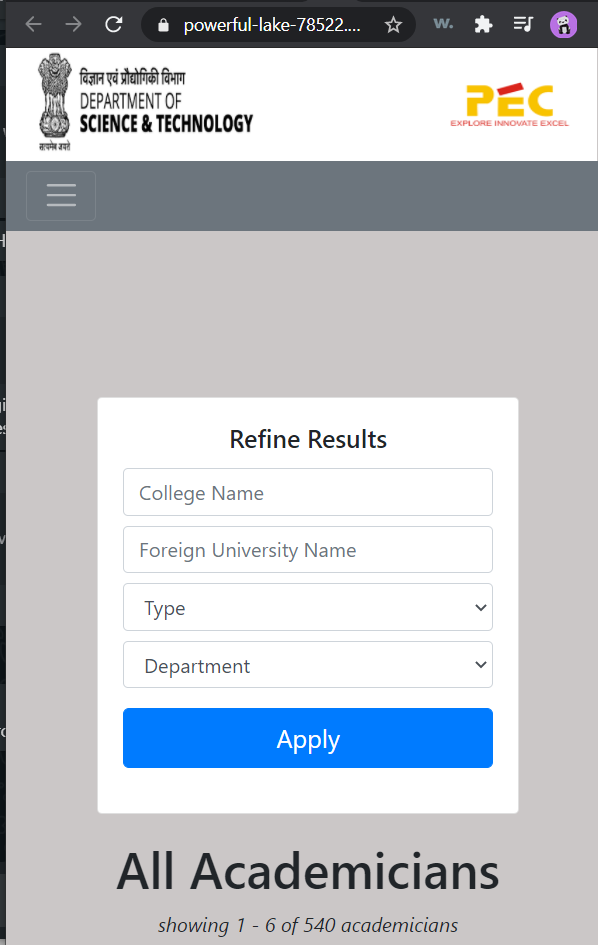 powerful-lake-78522....
w.
विज्ञान एवं प्रौद्योगिकी विभाग
DEPARTMENT OF
SCIENCE & TECHNOLOGY
सत्यमेव जयते
PEC
EXPLORE INNOVATE EXCEL
Refine Results
College Name
Foreign University Name
Type
Department
Apply
All Academicians
showing 1 - 6 of 540 academicians